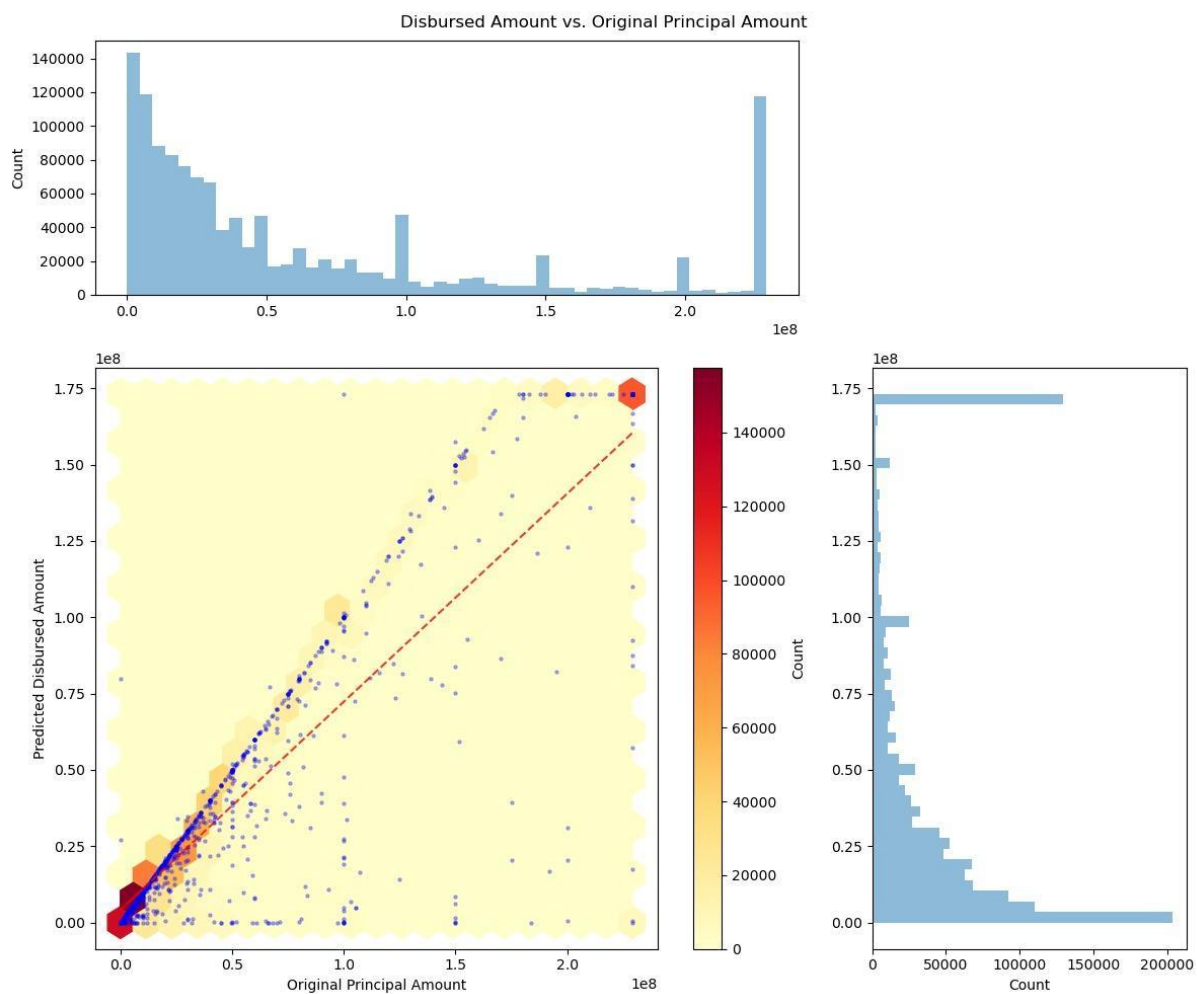 Disbursed Amount vs. Original Principal Amount
140000
120000
100000
80000
60000
40000
20000
0
Count
0.0 0.5 1.0 1.5 2.0
1e8
1e8
1.75
1.50
1.25
1.00
0.75
0.50
0.25
0.00
Predicted Disbursed Amount
0.0 0.5 1.0 1.5 2.0
Original Principal Amount 1e8
140000
120000
100000
80000
60000
40000
20000
0
Count
1e8
1.75
1.50
1.25
1.00
0.75
0.50
0.25
0.00
0 50000 100000 150000 200000
Count